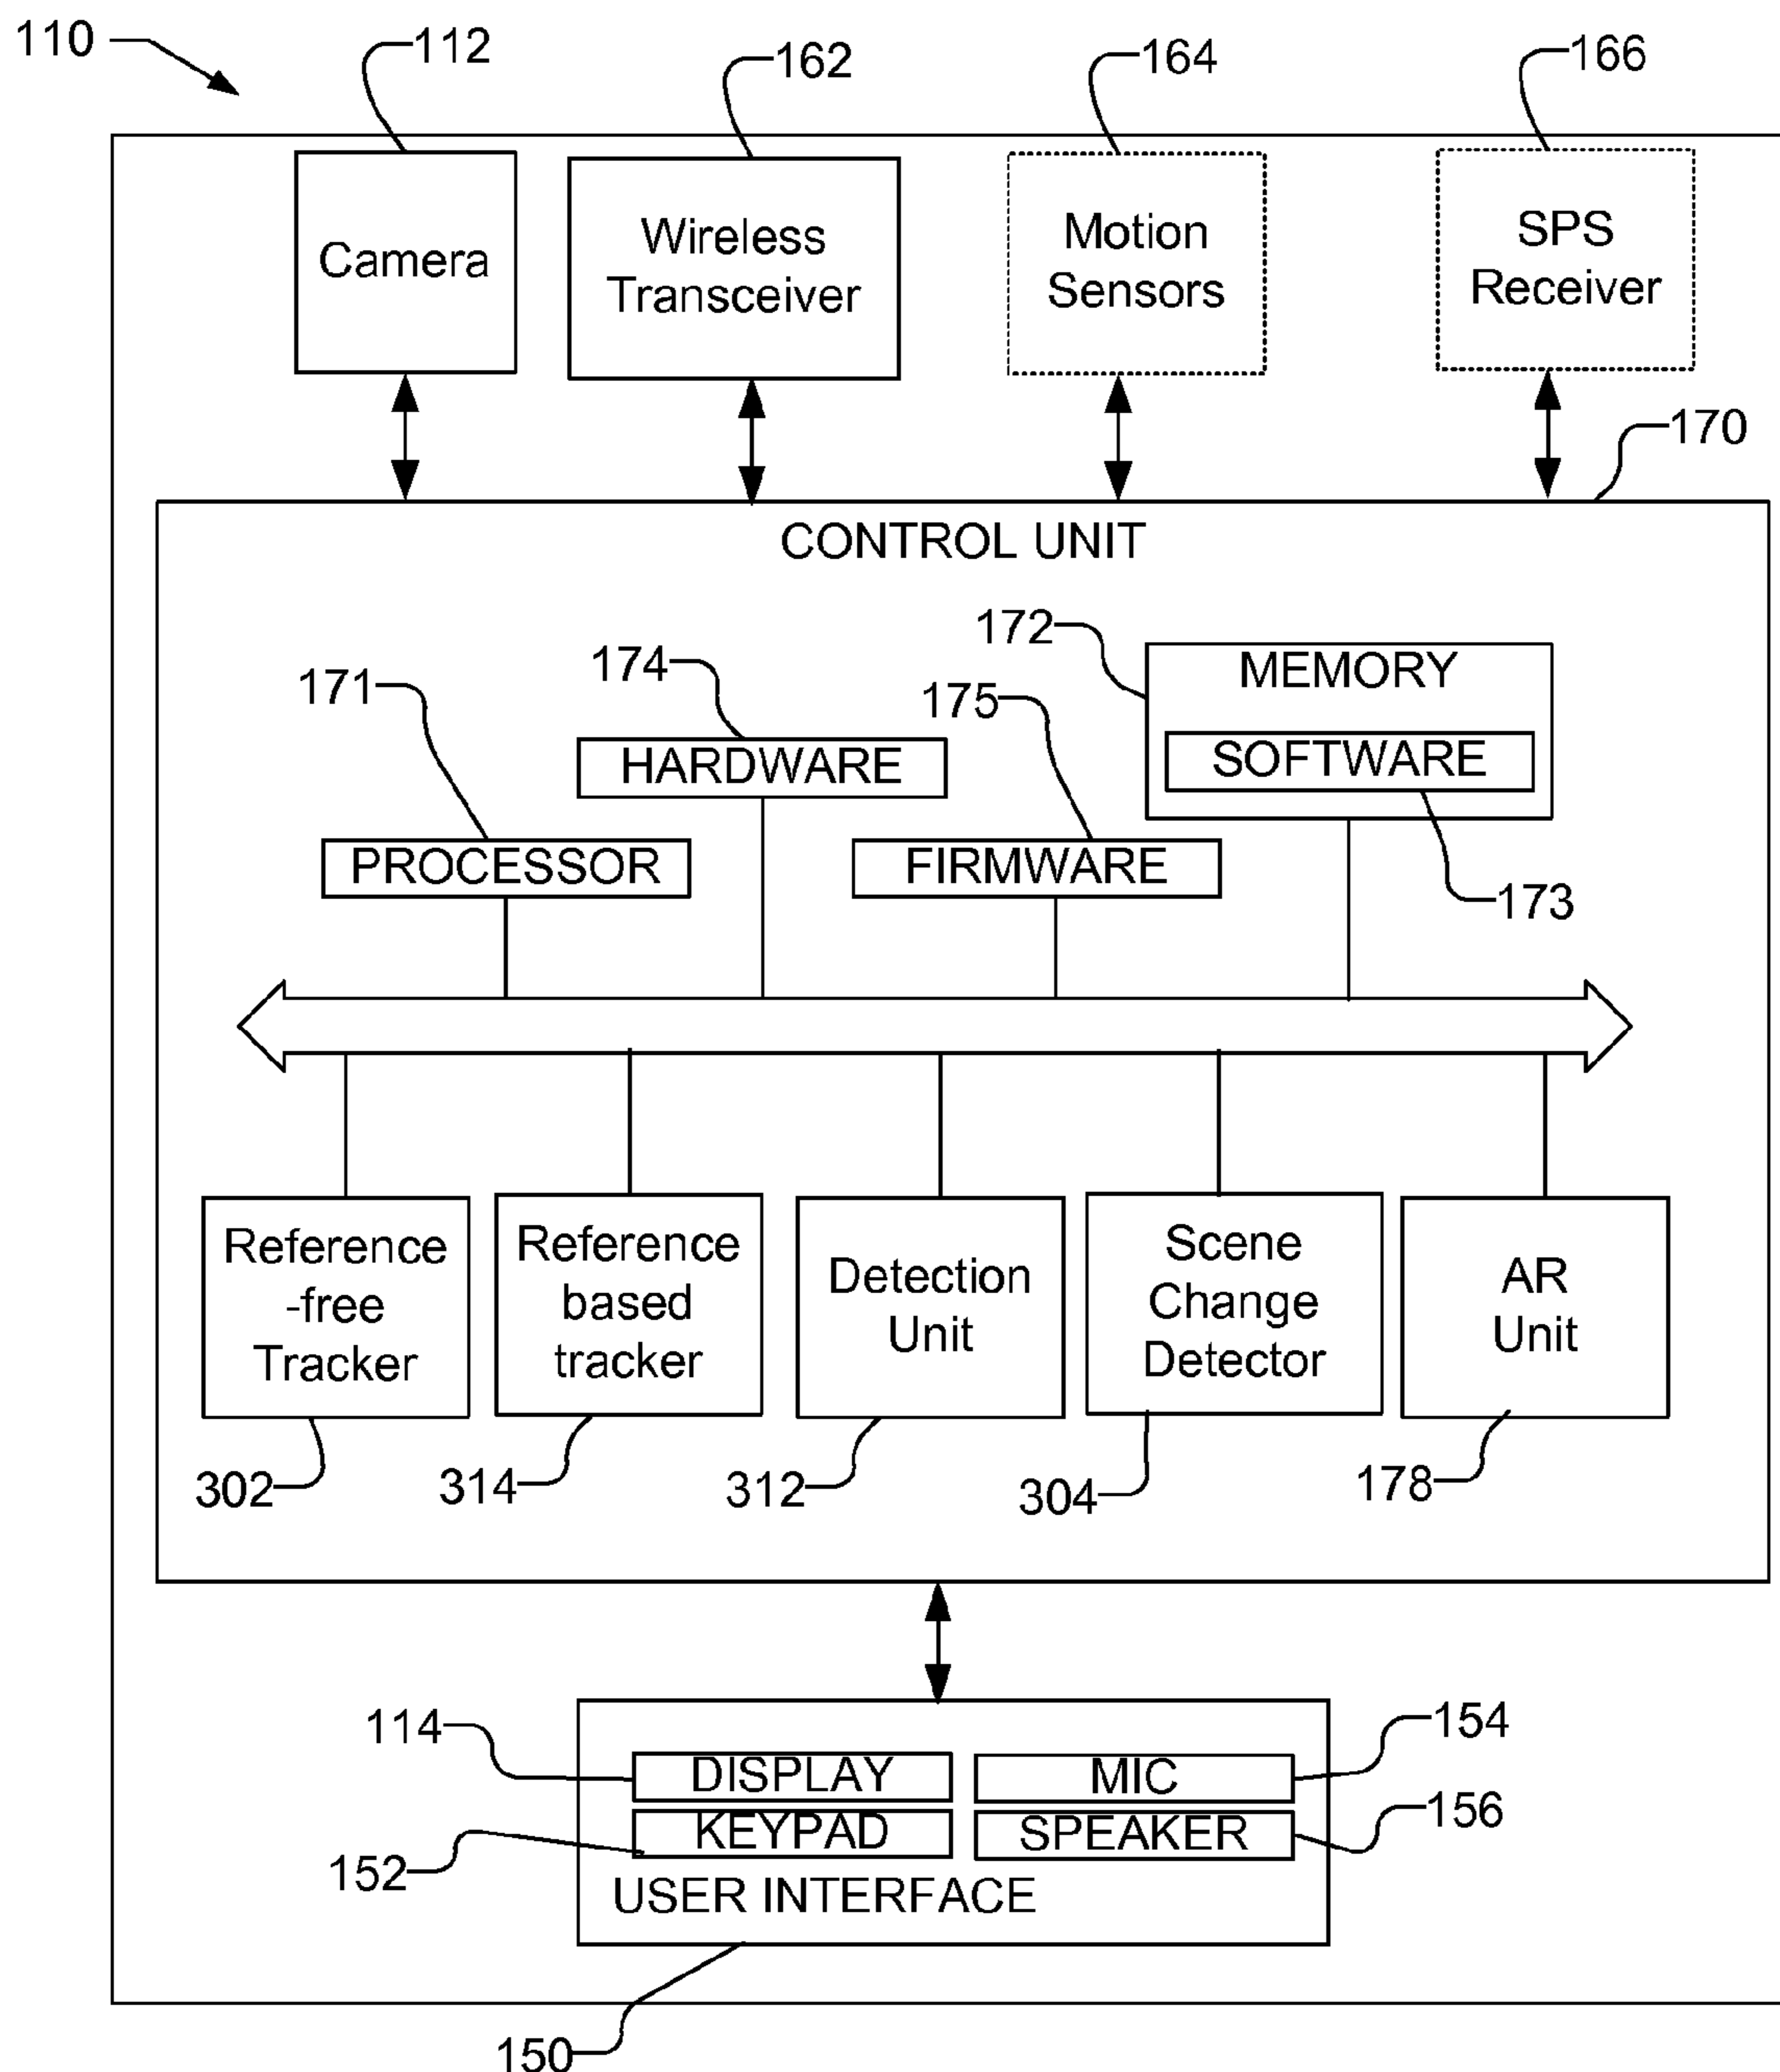 110
112
162
164
166
Camera
Wireless
Transceiver
Motion
Sensors
SPS
Receiver
170
CONTROL UNIT
172
174
171
175
MEMORY
SOFTWARE
HARDWARE
PROCESSOR
FIRMWARE
173
Reference
-free
Tracker
Reference
based
tracker
Detection
Unit
Scene
Change
Detector
AR
Unit
302
314
312
304
178
114
DISPLAY
MIC
154
152
KEYPAD
SPEAKER
156
USER INTERFACE
150